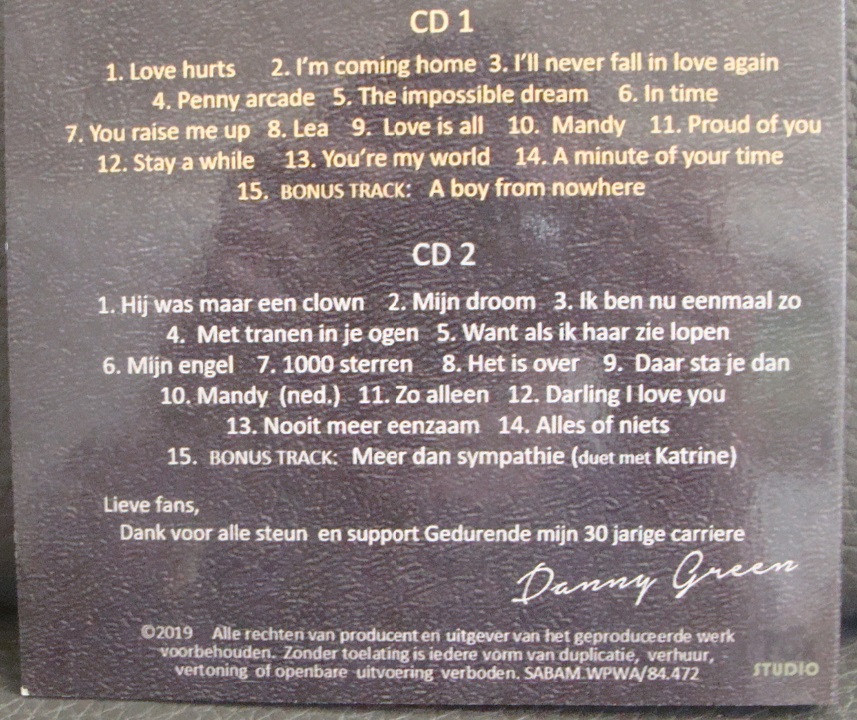 CD 1
1. Love hurts 2. I'm coming home 3. I'll never fall in love again
4. Penny arcade 5. The impossible dream 6. In time
7. You raise me up 8. Lea 9. Love is all 10. Mandy 11. Proud of you
12. Stay a while 13. You're my world 14. A minute of your time
15. BONUS TRACK: A boy from nowhere
CD 2
1. Hij was maar een clown 2. Mijn droom 3. Ik ben nu eenmaal zo
4. Met tranen in je ogen 5. Want als ik haar zie lopen
6. Mijn engel 7. 1000 sterren 8. Het is over 9. Daar sta je dan
10. Mandy (ned.) 11. Zo alleen 12. Darling I love you
13. Nooit meer eenzaam 14. Alles of niets
15. BONUS TRACK: Meer dan sympathie (duet met Katrine)
Lieve fans,
Dank voor alle steun en support Gedurende mijn 30 jarige carriere
Danny Green
©2019 Alle rechten van producent en uitgever van het geproduceerde werk
voorbehouden. Zonder toelating is iedere vorm van duplicatie, verhuur,
vertoning of openbare uitvoering verboden. SABAM WPWA/84.472
STUDIO